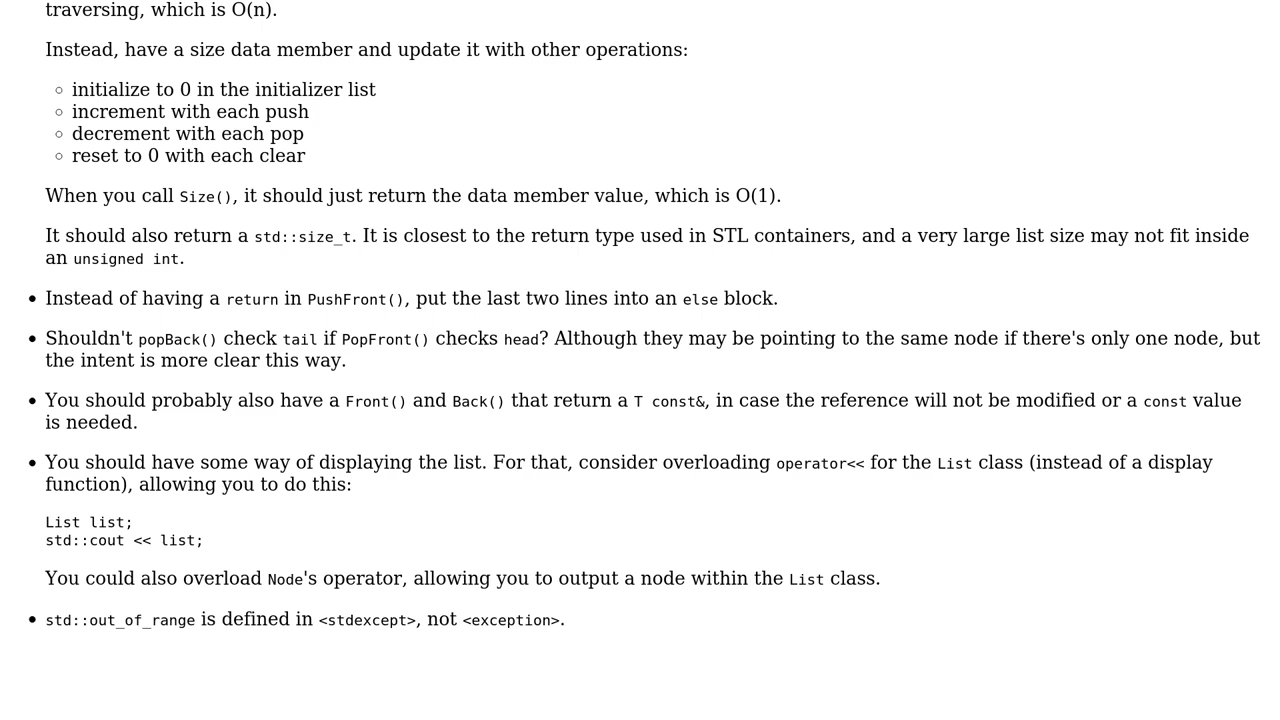 traversing, which is O(n).
Instead, have a size data member and update it with other operations:
initialize to 0 in the initializer list
increment with each push
decrement with each pop
reset to 0 with each clear
When you call Size(), it should just return the data member value, which is O(1).
It should also return a std::size_t. It is closest to the return type used in STL containers, and a very large list size may not fit inside
an unsigned int.
Instead of having a return in PushFront(), put the last two lines into an else block.
Shouldn't popBack() check tail if PopFront() checks head? Although they may be pointing to the same node if there's only one node, but
the intent is more clear this way.
You should probably also have a Front() and Back() that return a T const&, in case the reference will not be modified or a const value
is needed.
You should have some way of displaying the list. For that, consider overloading operator<< for the List class (instead of a display
function), allowing you to do this:
List list;
std::cout << list;
You could also overload Node's operator, allowing you to output a node within the List class.
std::out_of_range is defined in <stdexcept>, not <exception>.